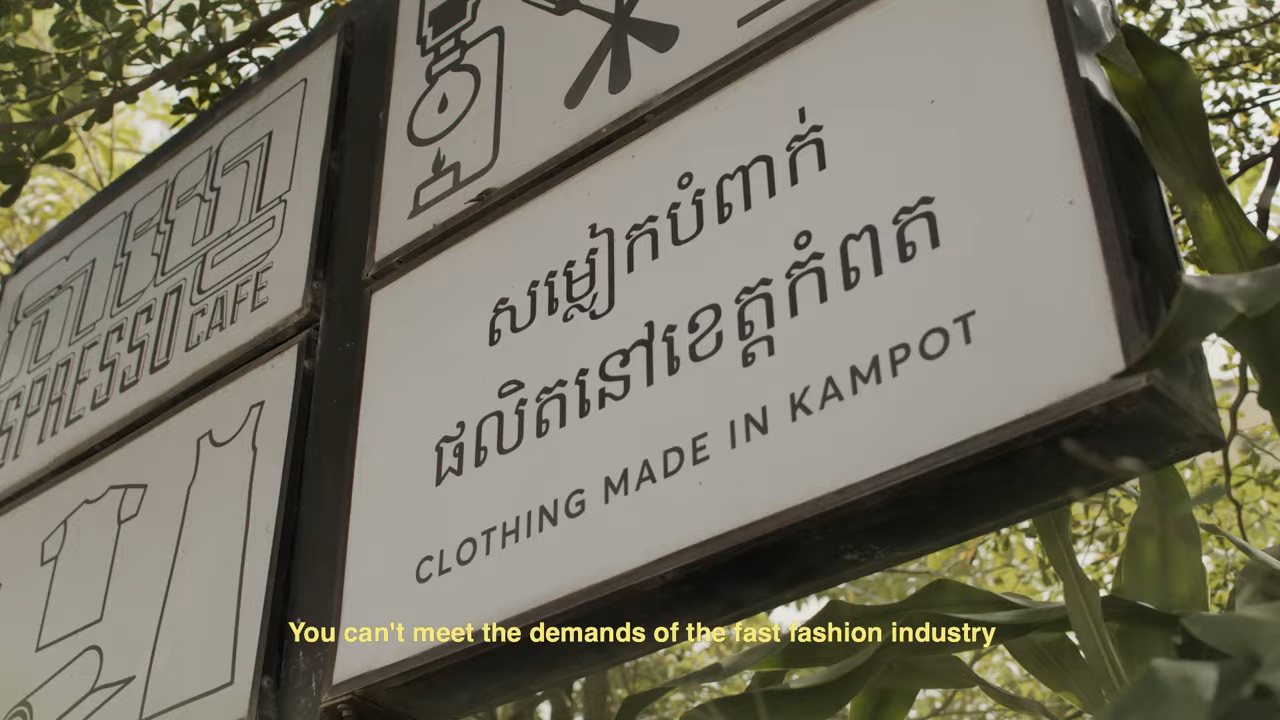 ESPRESSO CAFE
សម្លៀកបំពាក់
ផលិតនៅខេត្តកំពត
CLOTHING MADE IN KAMPOT
You can't meet the demands of the fast fashion industry